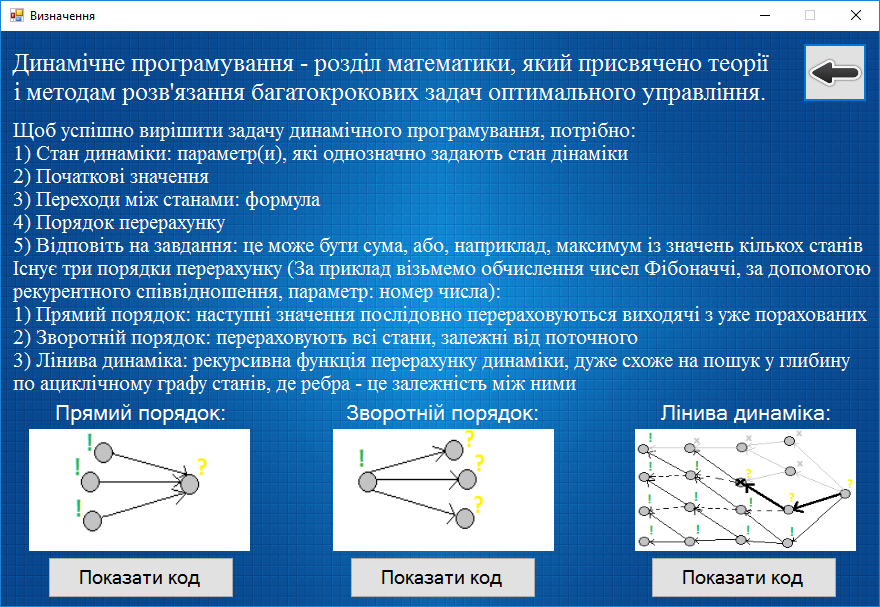 Визначення
Динамічне програмування - розділ математики, який присвячено теорії
і методам розв'язання багатокрокових задач оптимального управління.
Щоб успішно вирішити задачу динамічного програмування, потрібно:
1) Стан динаміки: параметр(и), які однозначно задають стан дінаміки
2) Початкові значення
3) Переходи між станами: формула
4) Порядок перерахунку
5) Відповіть на завдання: це може бути сума, або, наприклад, максимум із значень кількох станів
Існує три порядки перерахунку (За приклад візьмемо обчислення чисел Фібоначчі, за допомогою
рекурентного співвідношення, параметр: номер числа):
1) Прямий порядок: наступні значення послідовно перераховуються виходячі з уже порахованих
2) Зворотній порядок: перераховують всі стани, залежні від поточного
3) Лінива динаміка: рекурсивна функція перерахунку динаміки, дуже схоже на пошук у глибину
по ациклічному графу станів, де ребра - це залежність між ними
Прямий порядок:
Зворотній порядок:
Лінива динаміка:
Показати код
Показати код
Показати код